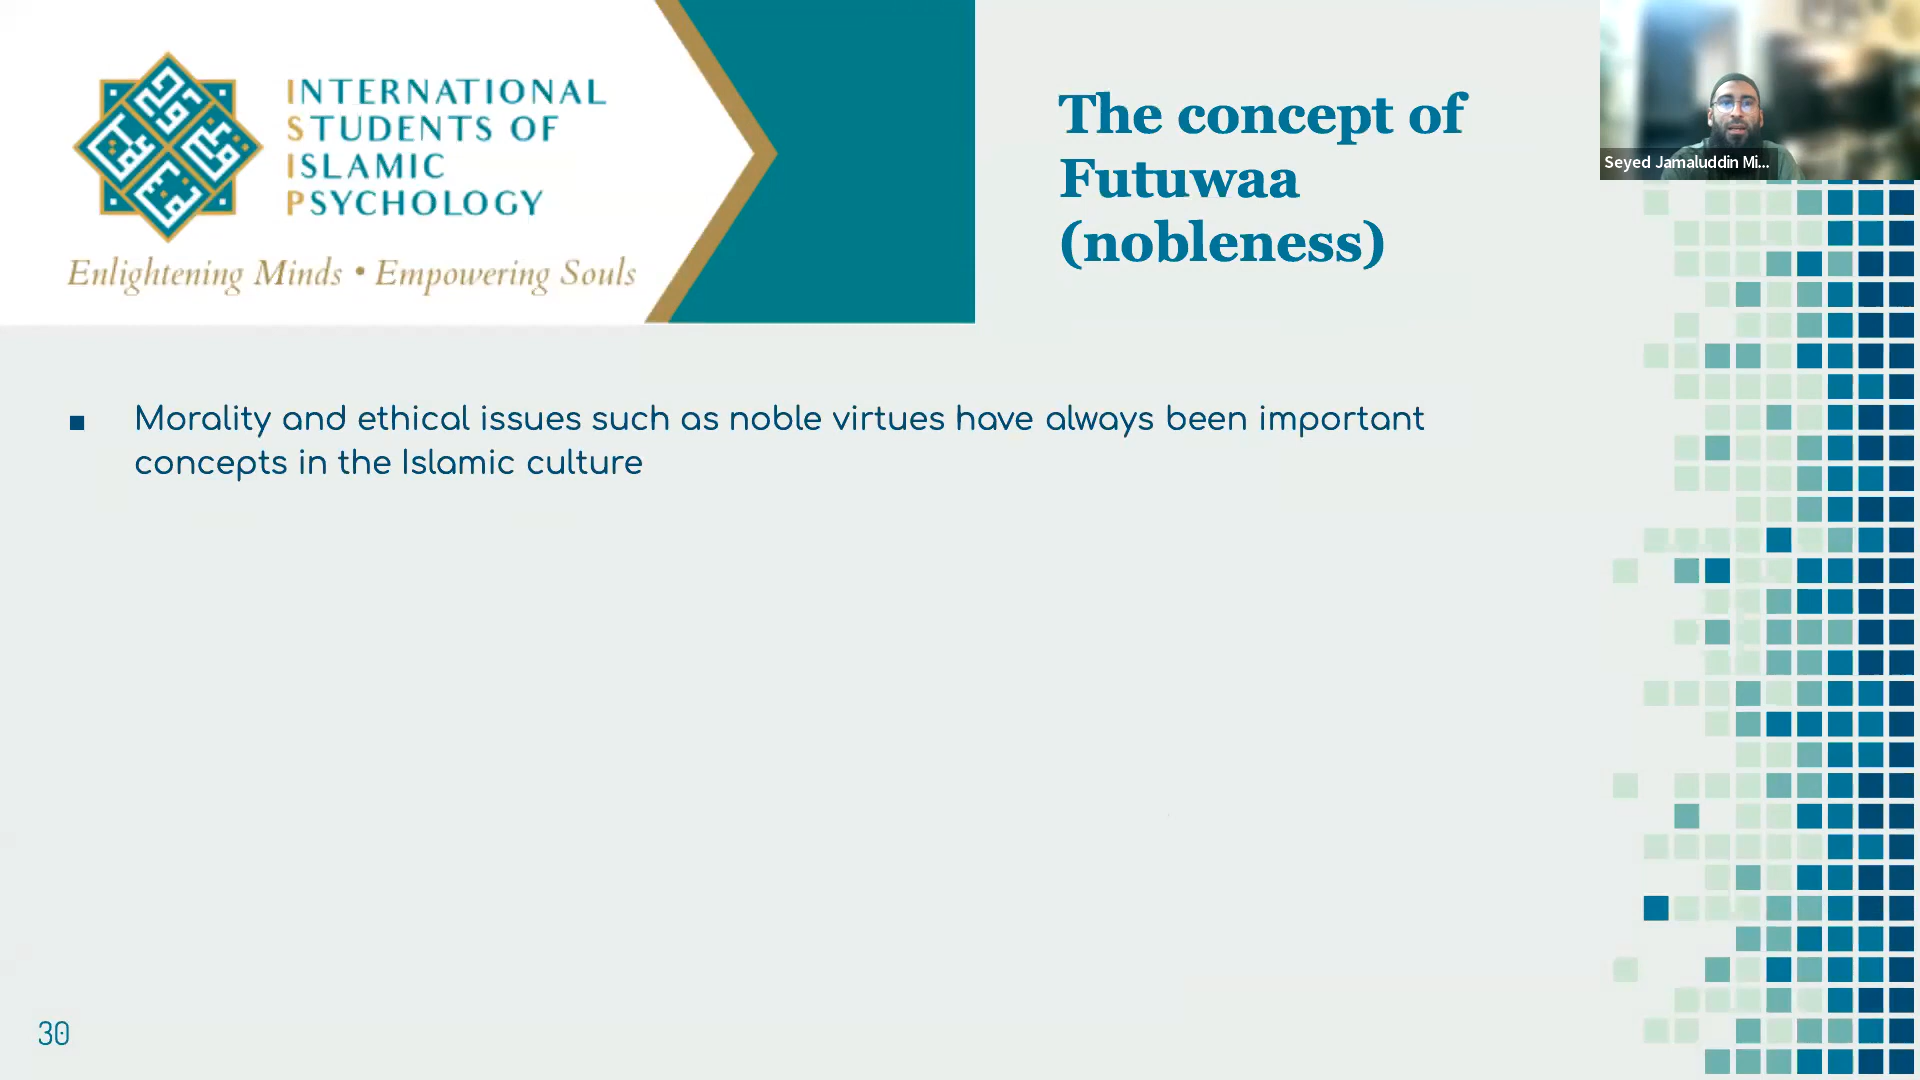 INTERNATIONAL
STUDENTS OF
ISLAMIC
PSYCHOLOGY
Enlightening Minds • Empowering Souls
The concept of
Futuwaa
(nobleness)
Seyed Jamaluddin Mi...
■ Morality and ethical issues such as noble virtues have always been important
concepts in the Islamic culture
30